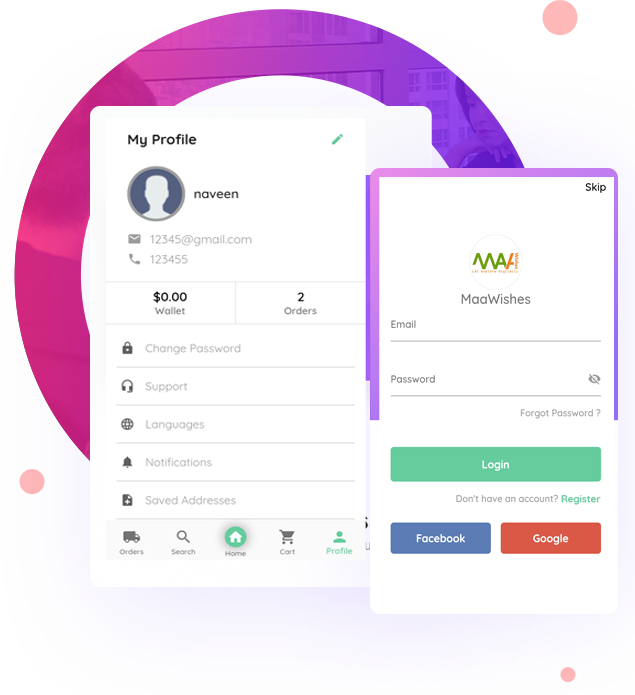 My Profile
naveen
12345@gmail.com
123455
$0.00
Wallet
2
Orders
Change Password
Support
Languages
Notifications
Saved Addresses
Orders
Search
Home
Cart
Profile
Skip
MAA
Wishes
MaaWishes
Email
Password
Forgot Password ?
Login
Don't have an account? Register
Facebook
Google